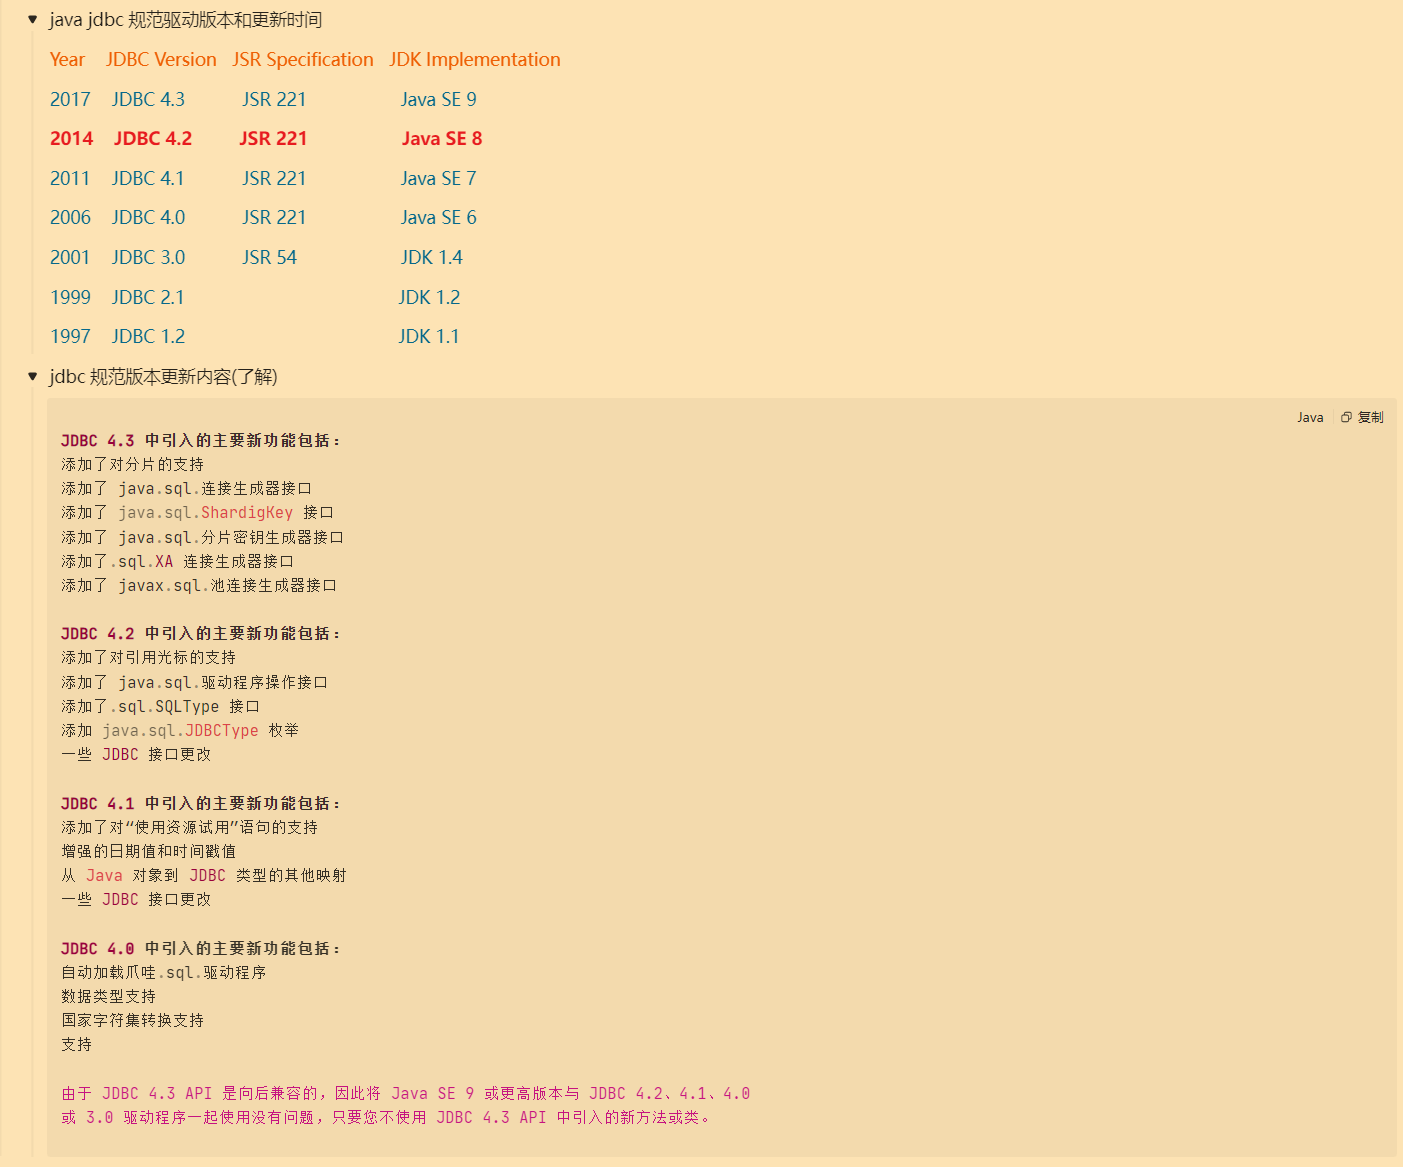 java jdbc 规范驱动版本和更新时间
Year JDBC Version JSR Specification JDK Implementation
2017 JDBC 4.3 JSR 221 Java SE 9
2014 JDBC 4.2 JSR 221 Java SE 8
2011 JDBC 4.1 JSR 221 Java SE 7
2006 JDBC 4.0 JSR 221 Java SE 6
2001 JDBC 3.0 JSR 54 JDK 1.4
1999 JDBC 2.1 JDK 1.2
1997 JDBC 1.2 JDK 1.1
jdbc 规范版本更新内容(了解)
Java 复制
JDBC 4.3 中引入的主要新功能包括：
添加了对分片的支持
添加了 java.sql.连接生成器接口
添加了 java.sql.ShardigKey 接口
添加了 java.sql.分片密钥生成器接口
添加了.sql.XA 连接生成器接口
添加了 javax.sql.池连接生成器接口
JDBC 4.2 中引入的主要新功能包括：
添加了对引用光标的支持
添加了 java.sql.驱动程序操作接口
添加了.sql.SQLType 接口
添加 java.sql.JDBCType 枚举
一些 JDBC 接口更改
JDBC 4.1 中引入的主要新功能包括：
添加了对“使用资源试用”语句的支持
增强的日期值和时间戳值
从 Java 对象到 JDBC 类型的其他映射
一些 JDBC 接口更改
JDBC 4.0 中引入的主要新功能包括：
自动加载爪哇.sql.驱动程序
数据类型支持
国家字符集转换支持
支持
由于 JDBC 4.3 API 是向后兼容的，因此将 Java SE 9 或更高版本与 JDBC 4.2、4.1、4.0
或 3.0 驱动程序一起使用没有问题，只要您不使用 JDBC 4.3 API 中引入的新方法或类。